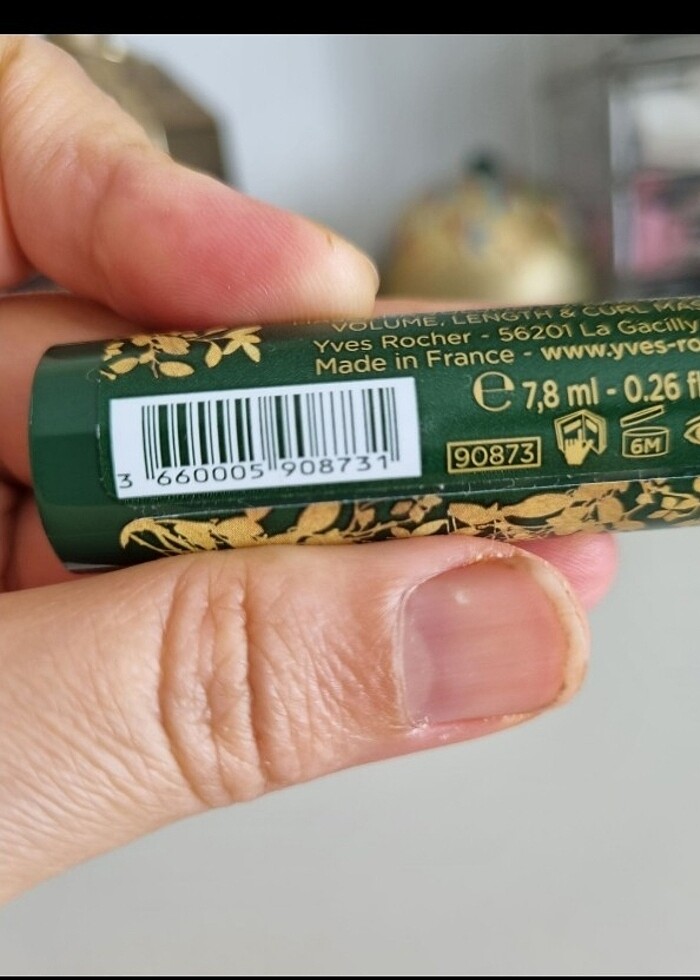 VOLUME, LENGTH & CURL MA
Yves Rocher - 56201 La Gacilly
Made in France - www.yves-ro
e 7,8 ml - 0.26 fl
90873
6M
3 660005 908731